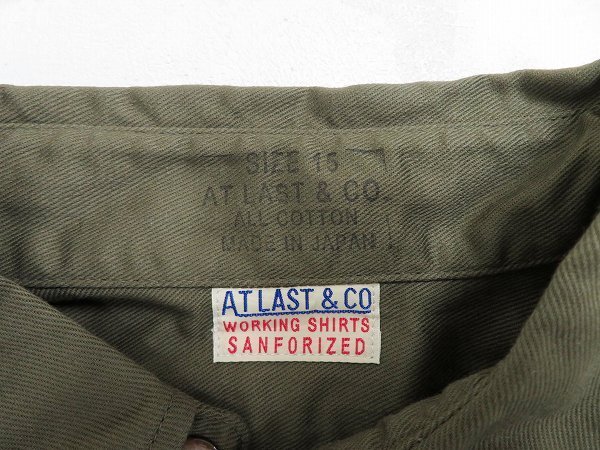 SIZE 15
AT LAST & CO.
ALL COTTON
MADE IN JAPAN
AT LAST & CO
WORKING SHIRTS
SANFORIZED